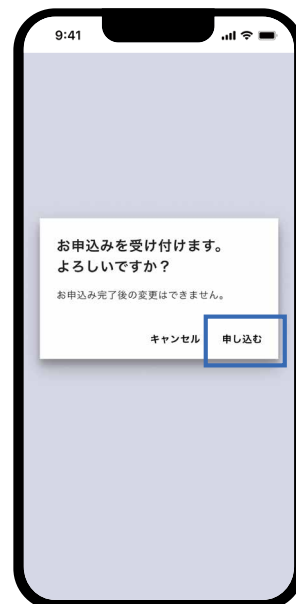 9:41
お申込みを受け付けます。
よろしいですか？
お申込み完了後の変更はできません。
キャンセル 申し込む